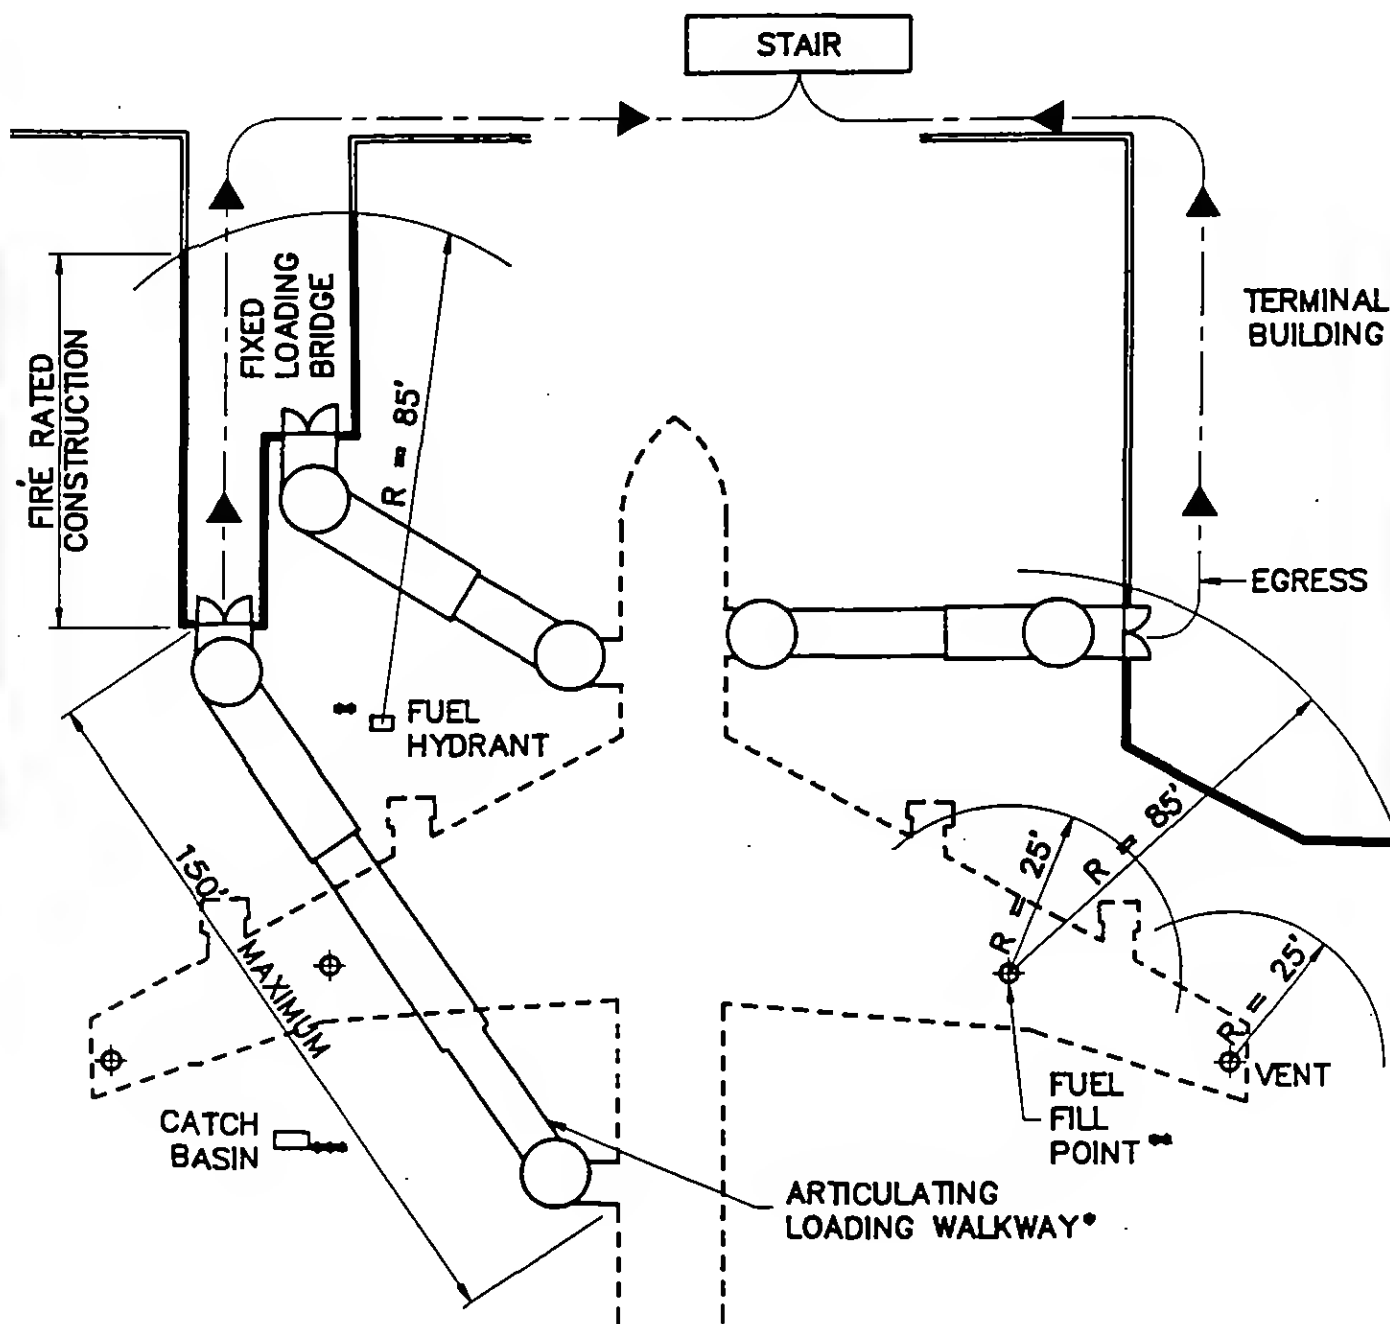 STAIR
FIXED
LOADING
BRIDGE
TERMINAL
BUILDING
FIRE RATED
CONSTRUCTION
R = 85'
EGRESS
** FUEL
HYDRANT
150' MAXIMUM
R = 25'
R = 85'
R = 25'
VENT
FUEL
FILL
POINT **
CATCH
BASIN ***
ARTICULATING
LOADING WALKWAY*